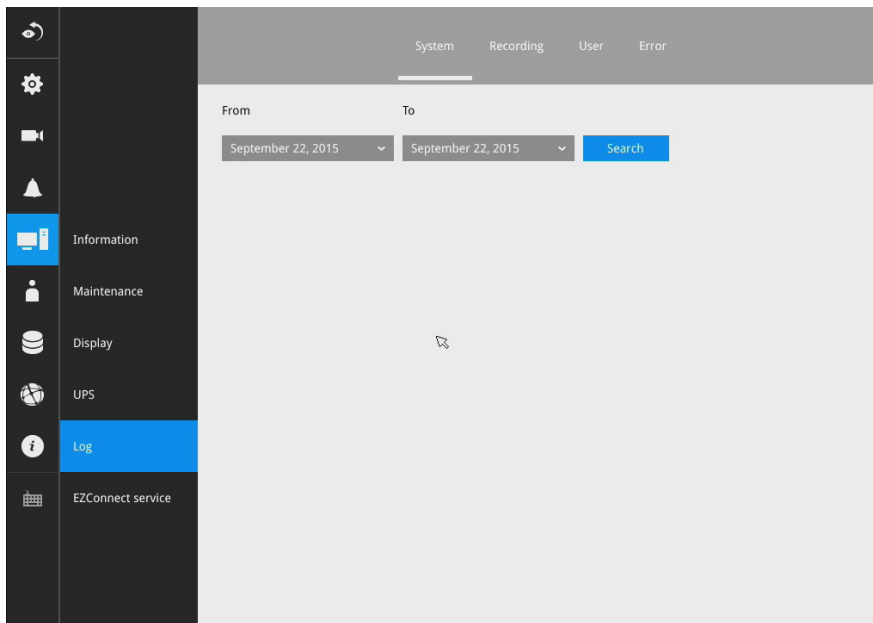 System Recording User Error
From To
September 22, 2015 September 22, 2015 Search
Information
Maintenance
Display
UPS
Log
EZConnect service